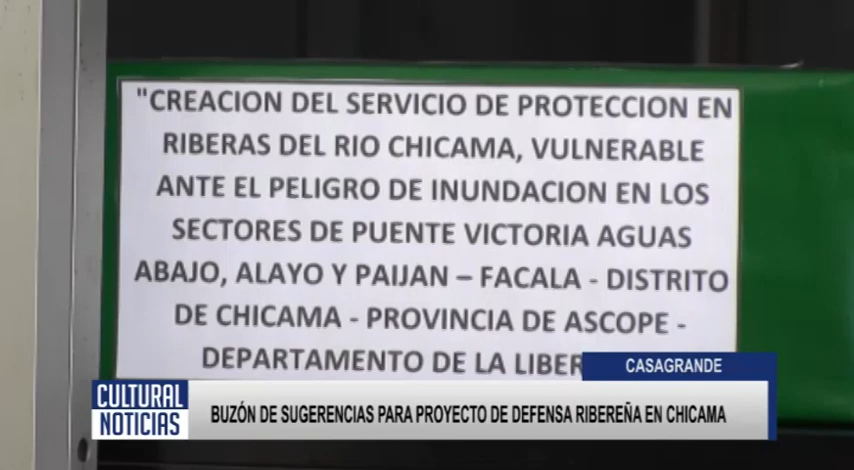 "CREACION DEL SERVICIO DE PROTECCION EN
RIBERAS DEL RIO CHICAMA, VULNERABLE
ANTE EL PELIGRO DE INUNDACION EN LOS
SECTORES DE PUENTE VICTORIA AGUAS
ABAJO, ALAYO Y PAIJAN – FACALA - DISTRITO
DE CHICAMA - PROVINCIA DE ASCOPE -
DEPARTAMENTO DE LA LIBER
CASAGRANDE
CULTURAL
NOTICIAS
BUZÓN DE SUGERENCIAS PARA PROYECTO DE DEFENSA RIBEREÑA EN CHICAMA